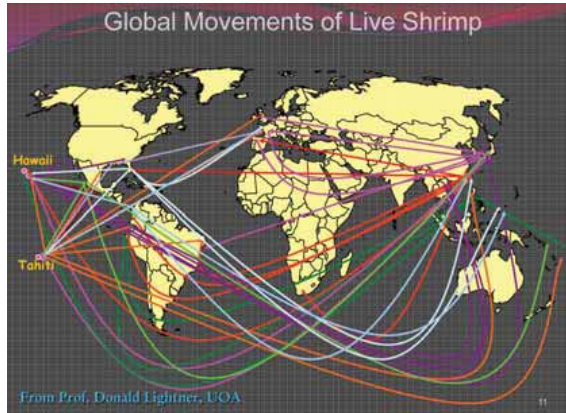 Global Movements of Live Shrimp
Hawaii
Tahiti
From Prof. Donald Lightner, UOA
11